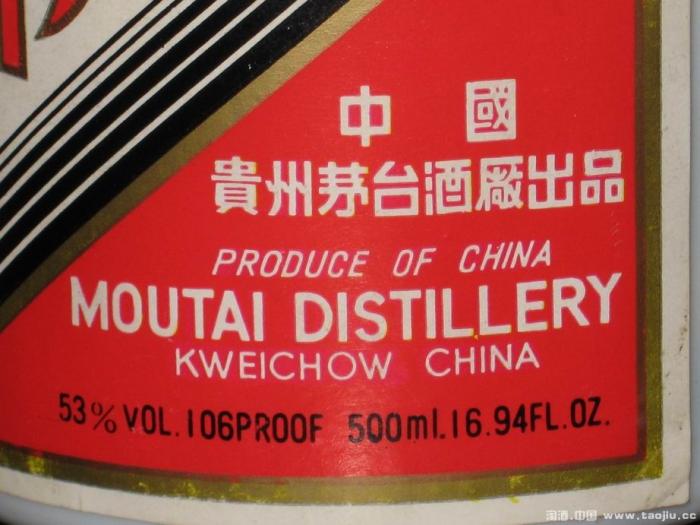 中國
貴州茅台酒廠出品
PRODUCE OF CHINA
MOUTAI DISTILLERY
KWEICHOW CHINA
53% VOL. 106PROOF 500ml. 16.94FL.OZ.
淘酒.中国 www.taojiu.cc